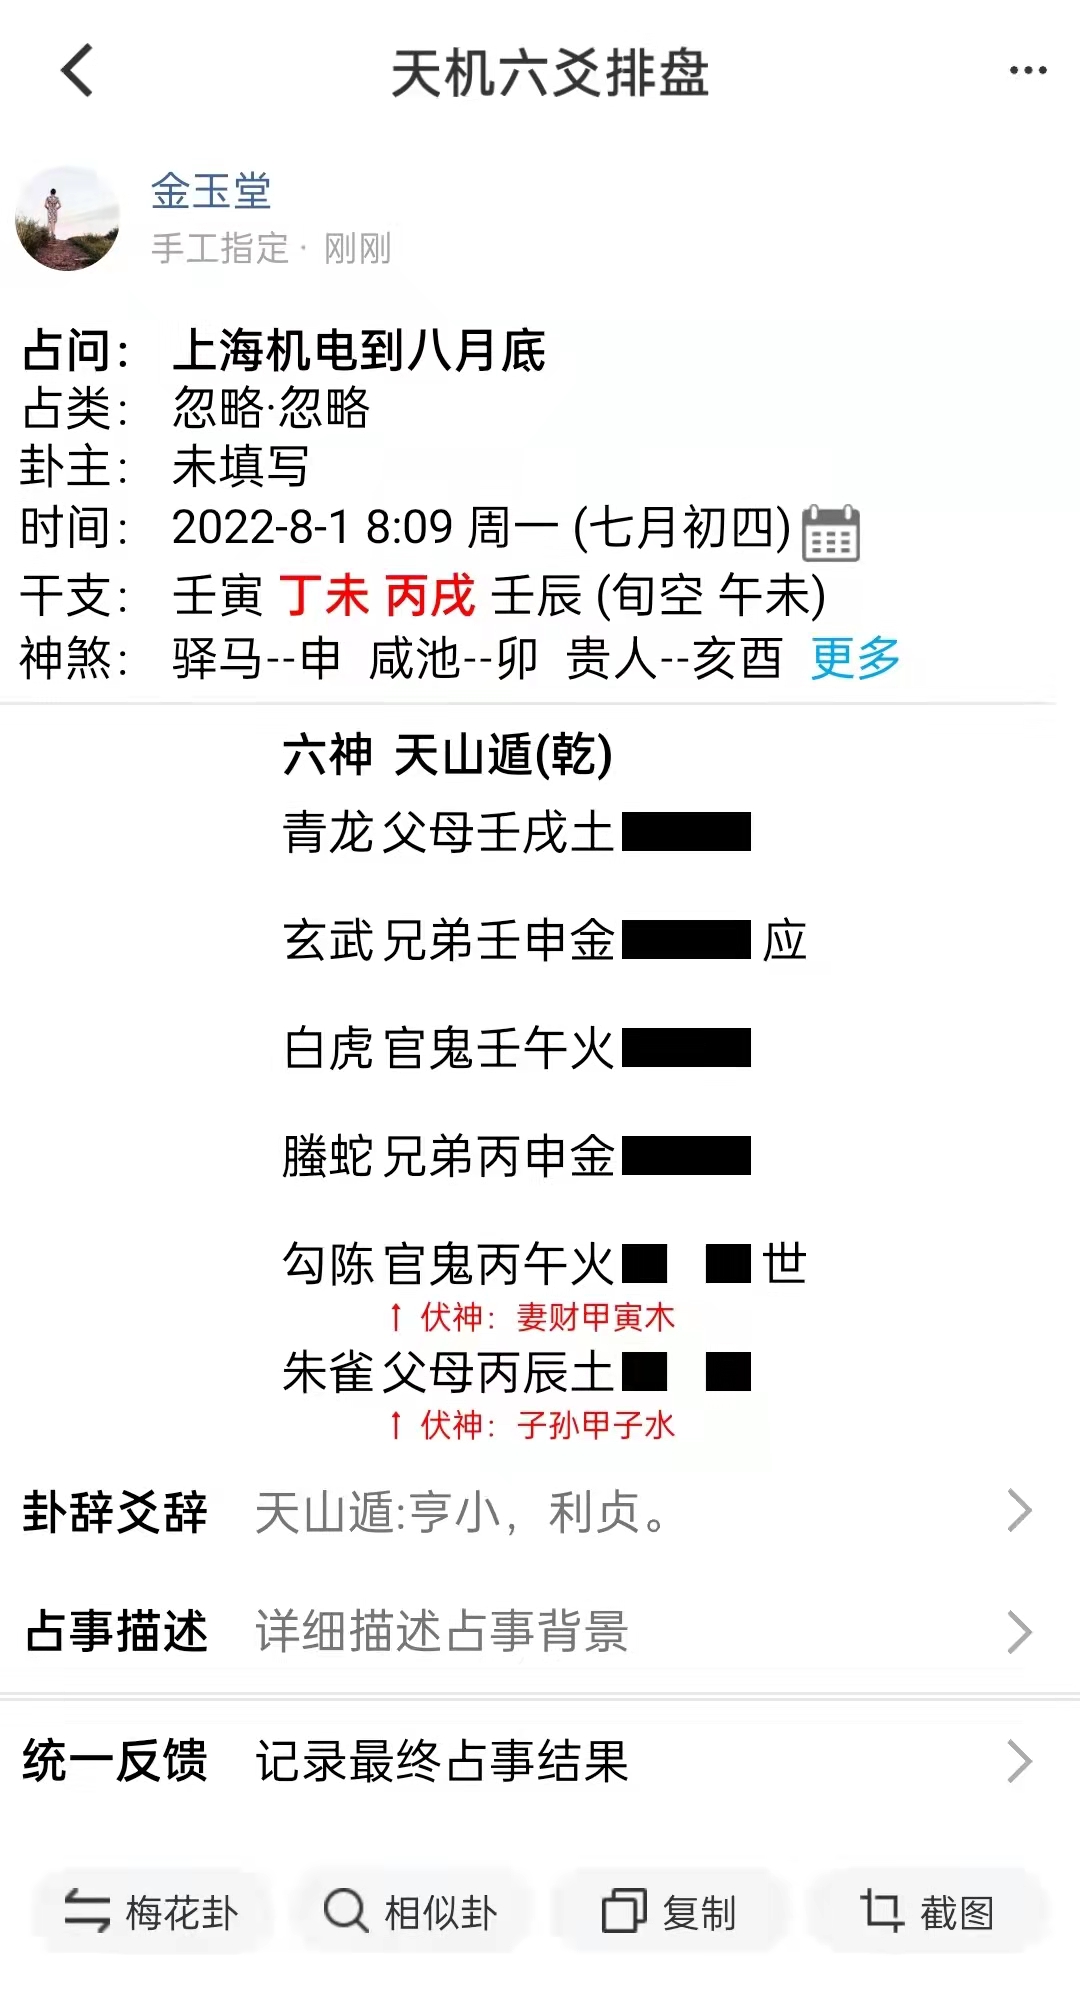 天机六爻排盘
金玉堂
手工指定· 刚刚
占问： 上海机电到八月底
占类： 忽略·忽略
卦主： 未填写
时间： 2022-8-1 8:09 周一 (七月初四)
干支： 壬寅 丁未 丙戌 壬辰 (旬空 午未)
神煞： 驿马--申 咸池--卯 贵人--亥酉 更多
六神 天山遁(乾)
青龙 父母壬戌土
玄武 兄弟壬申金 应
白虎 官鬼壬午火
螣蛇 兄弟丙申金
勾陈 官鬼丙午火 世
↑ 伏神：妻财甲寅木
朱雀 父母丙辰土
↑ 伏神：子孙甲子水
卦辞爻辞 天山遁:亨小，利贞。
占事描述 详细描述占事背景
统一反馈 记录最终占事结果
梅花卦 相似卦 复制 截图